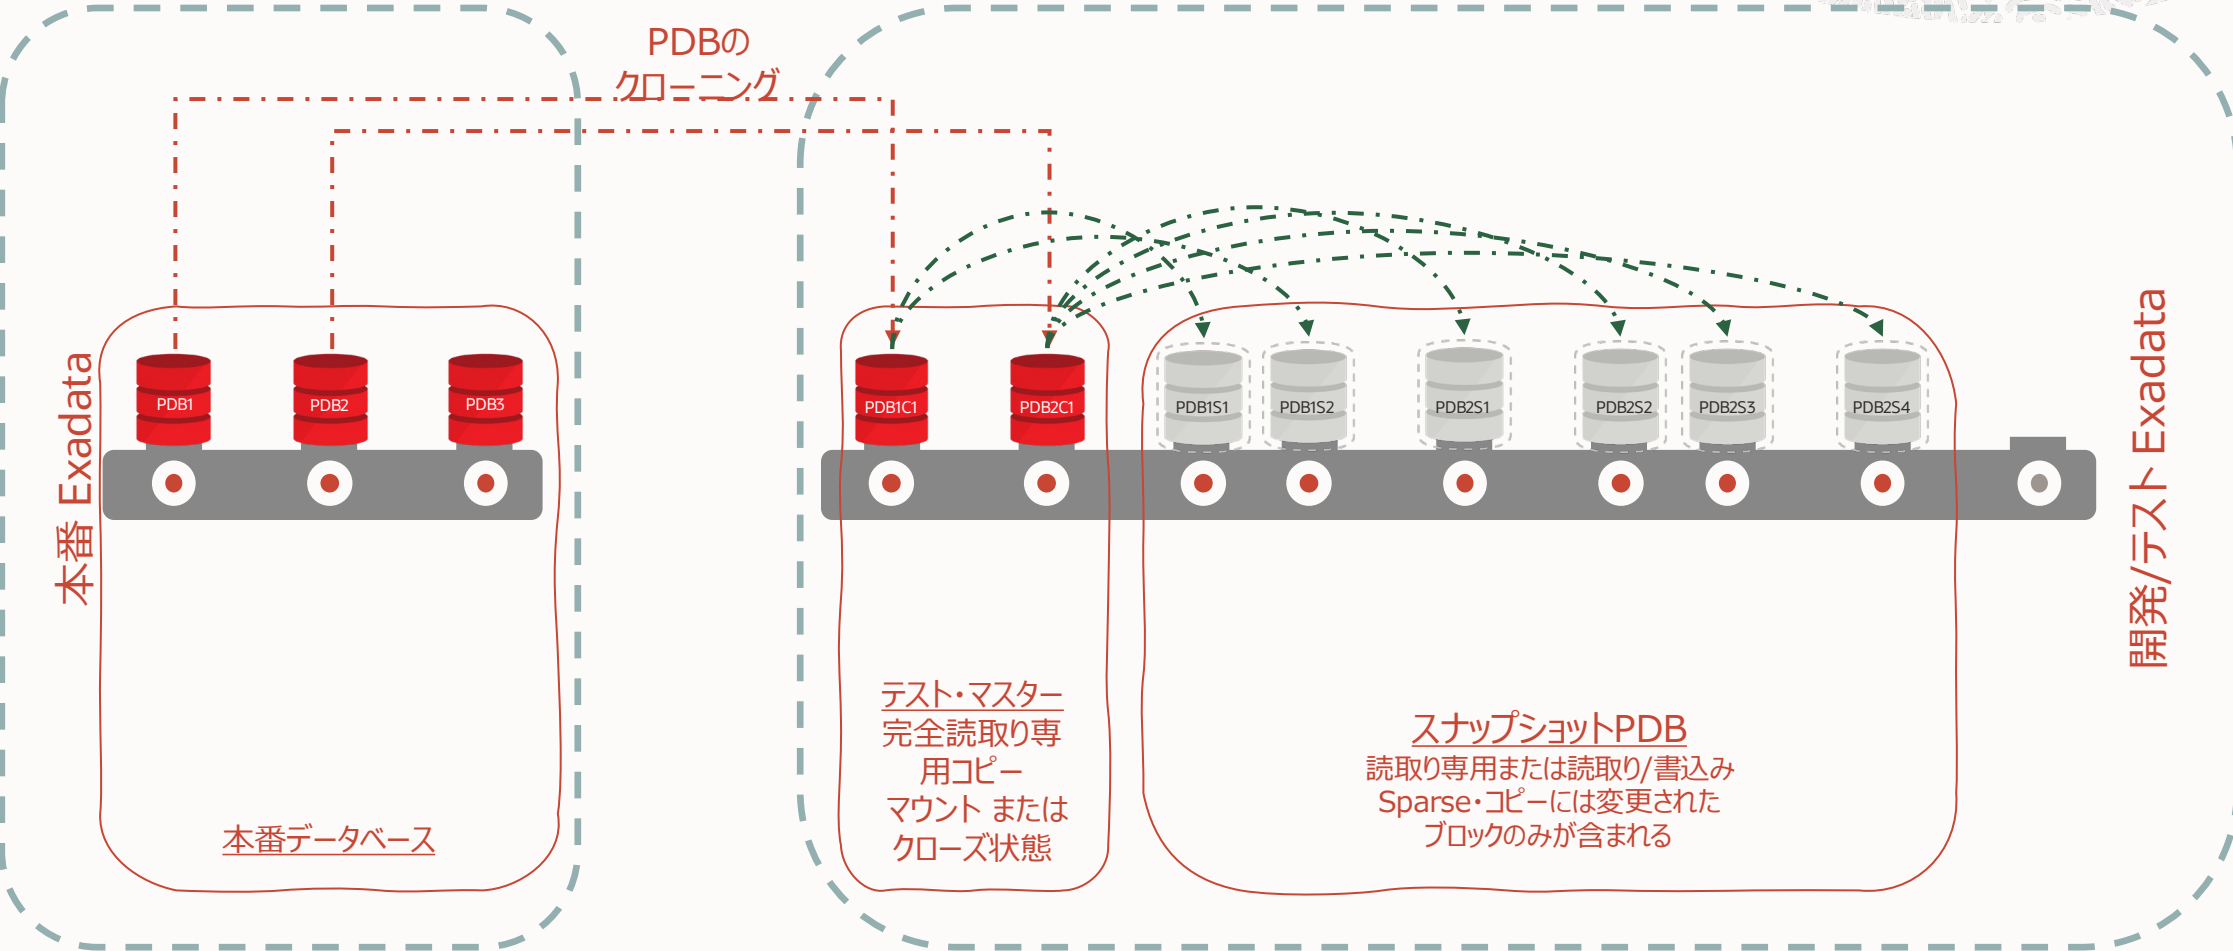 PDBの
クローニング
本番 Exadata
PDB1
PDB2
PDB3
本番データベース
PDB1C1
PDB2C1
PDB1S1
PDB1S2
PDB2S1
PDB2S2
PDB2S3
PDB2S4
テスト・マスター
完全読取り専
用コピー
マウント または
クローズ状態
スナップショットPDB
読取り専用または読取り/書込み
Sparse・コピーには変更された
ブロックのみが含まれる
開発/テスト Exadata